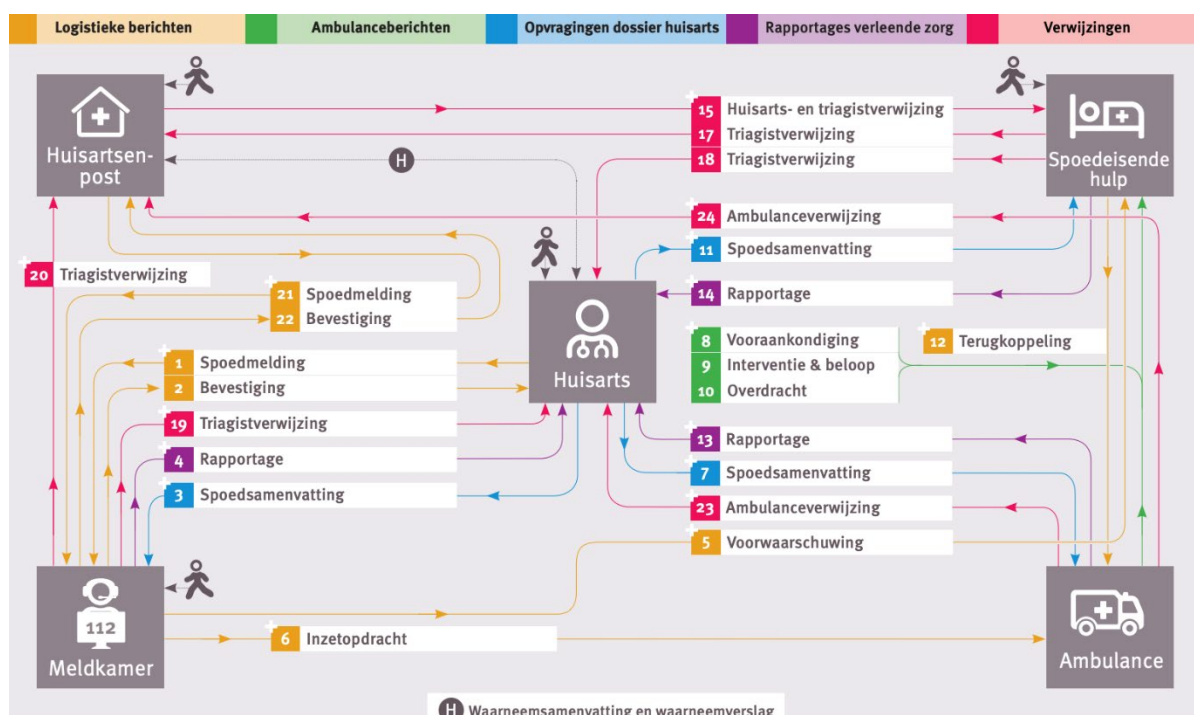 Logistieke berichten
Ambulanceberichten
Opvragingen dossier huisarts
Rapportages verleende zorg
Verwijzingen
Huisartsen-
post
H
15 Huisarts- en triagistverwijzing
17 Triagistverwijzing
18 Triagistverwijzing
Spoedeisende
hulp
24 Ambulanceverwijzing
11 Spoedsamenvatting
20 Triagistverwijzing
21 Spoedmelding
22 Bevestiging
14 Rapportage
Huisarts
8 Vooraankondiging
9 Interventie & beloop
10 Overdracht
12 Terugkoppeling
1 Spoedmelding
2 Bevestiging
19 Triagistverwijzing
4 Rapportage
3 Spoedsamenvatting
13 Rapportage
7 Spoedsamenvatting
23 Ambulanceverwijzing
5 Voorwaarschuwing
112
Meldkamer
6 Inzetopdracht
Ambulance
H Waarneemsamenvatting en waarneemverslag